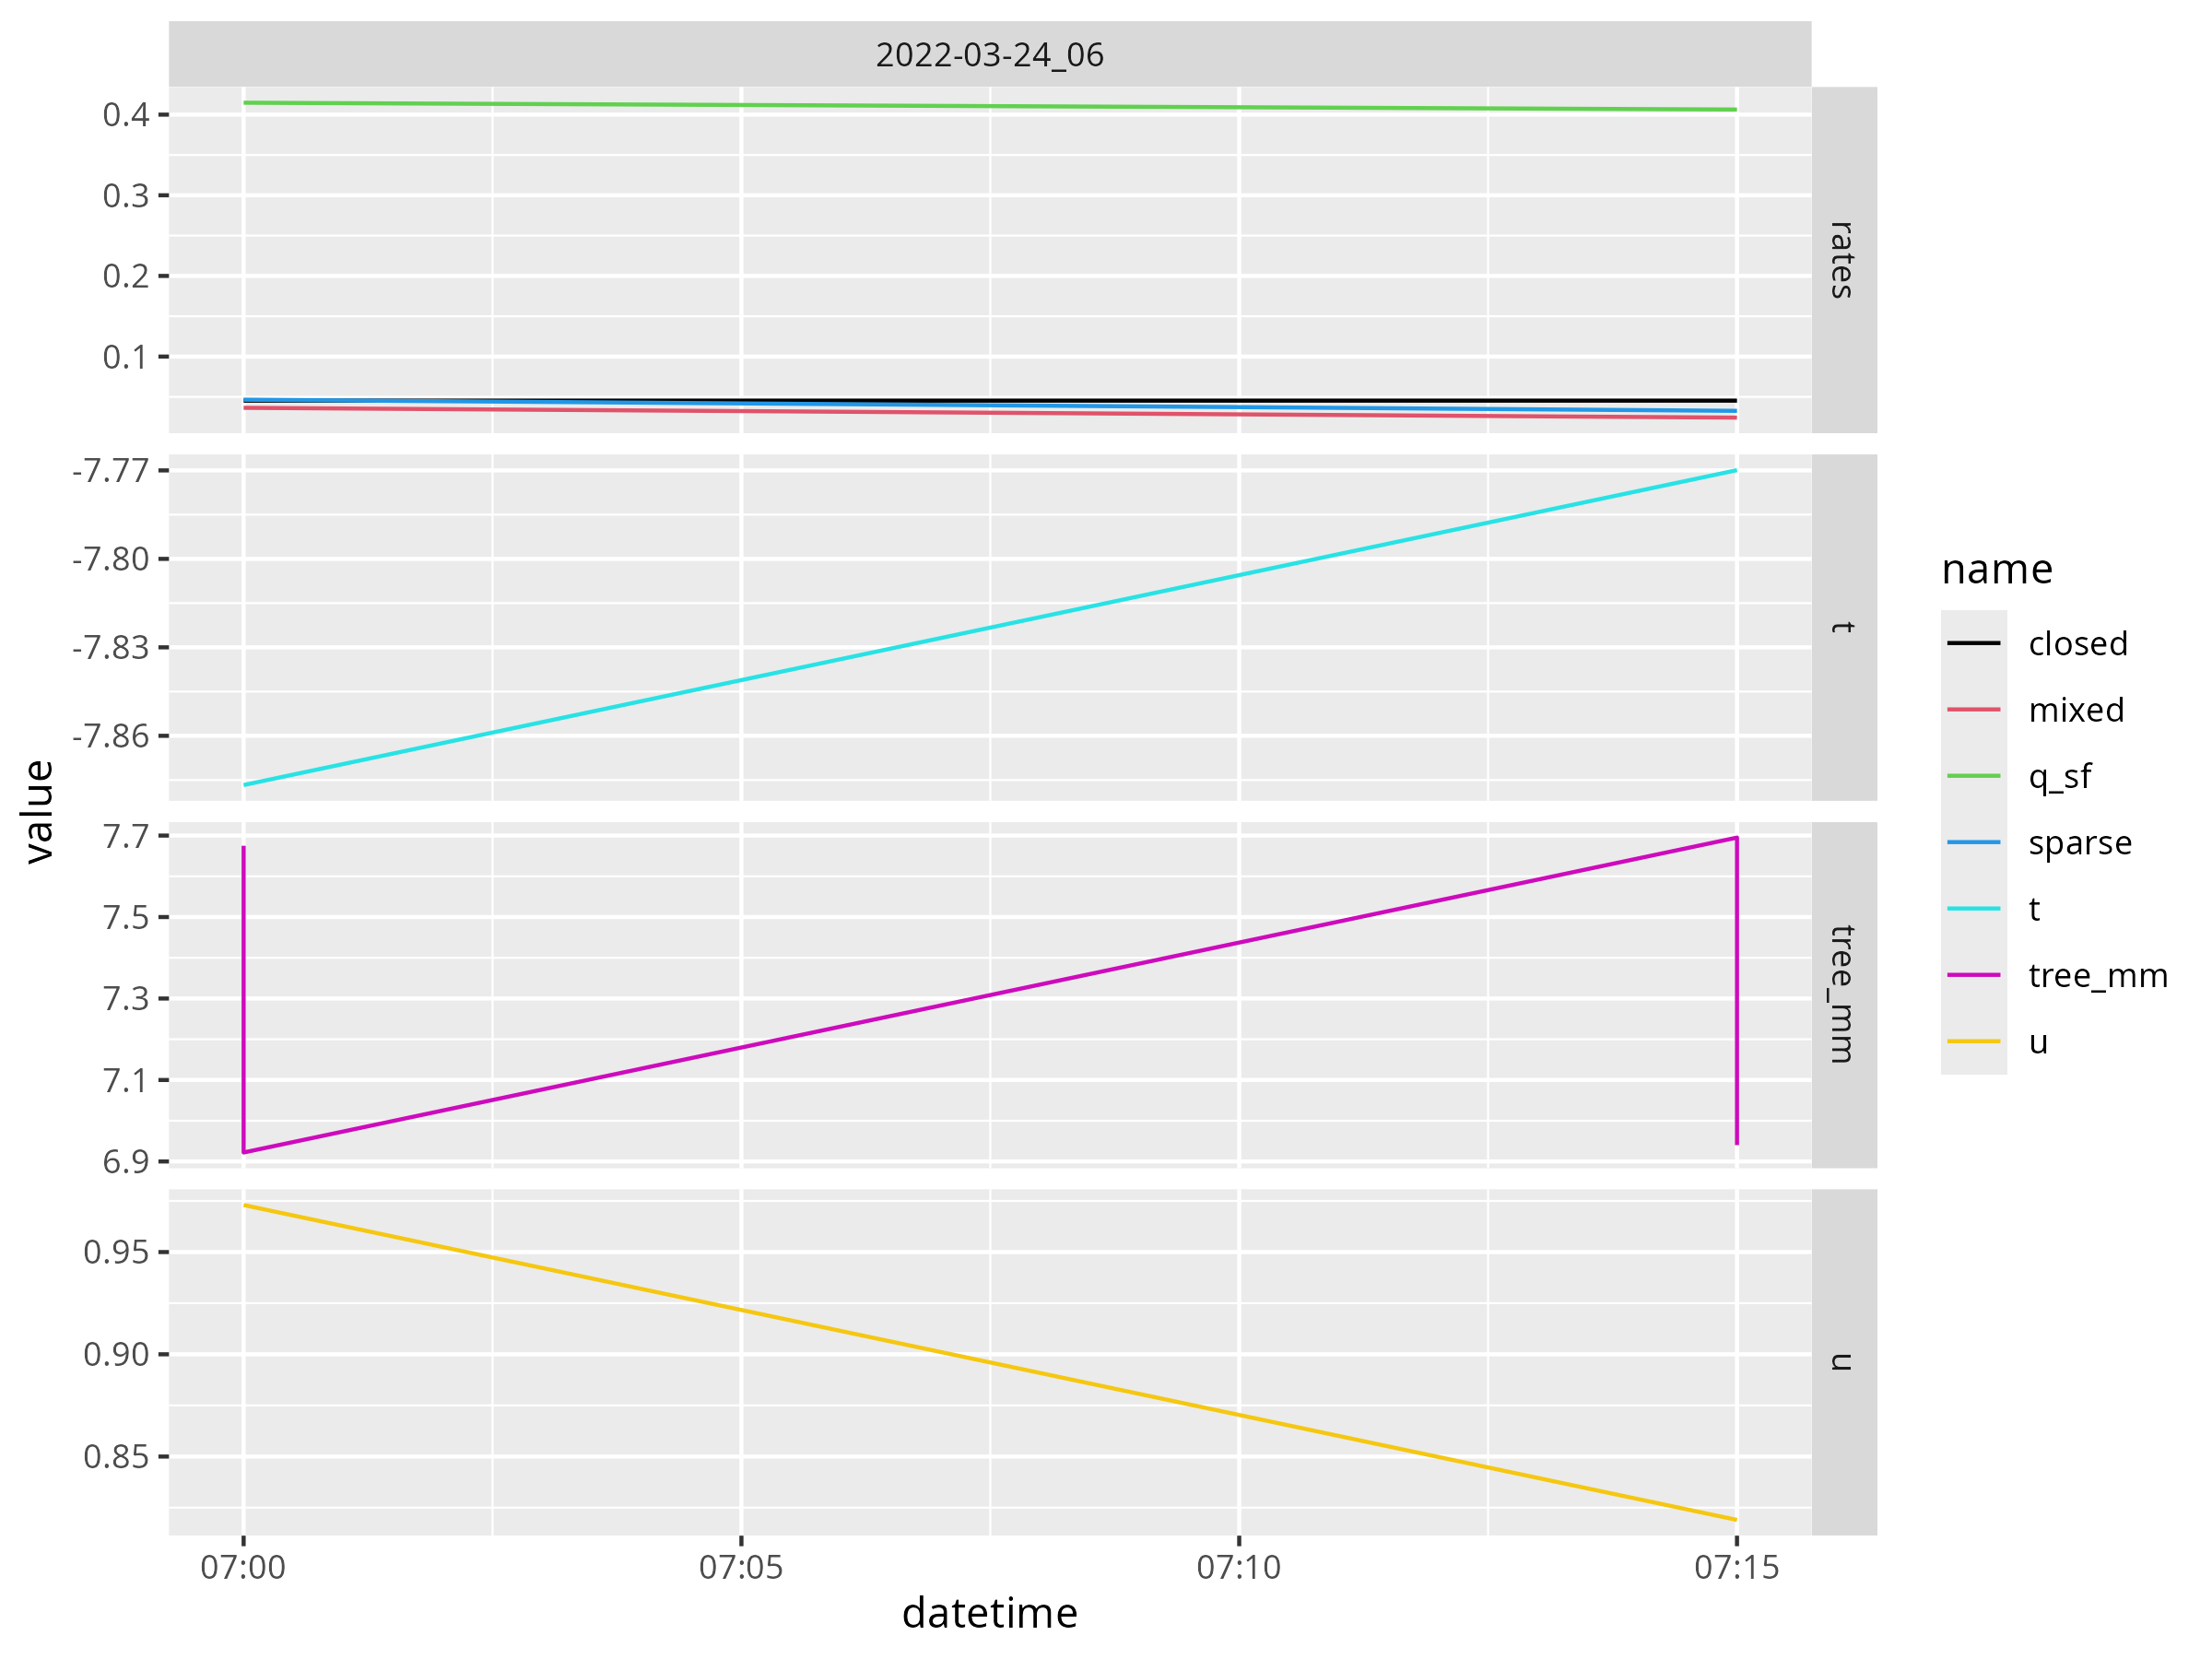 2022-03-24_06
0.4
0.3
0.2
0.1
rates
-7.77
-7.80
-7.83
-7.86
t
7.7
7.5
7.3
7.1
6.9
tree_mm
0.95
0.90
0.85
u
07:00
07:05
07:10
07:15
datetime
value
name
closed
mixed
q_sf
sparse
t
tree_mm
u